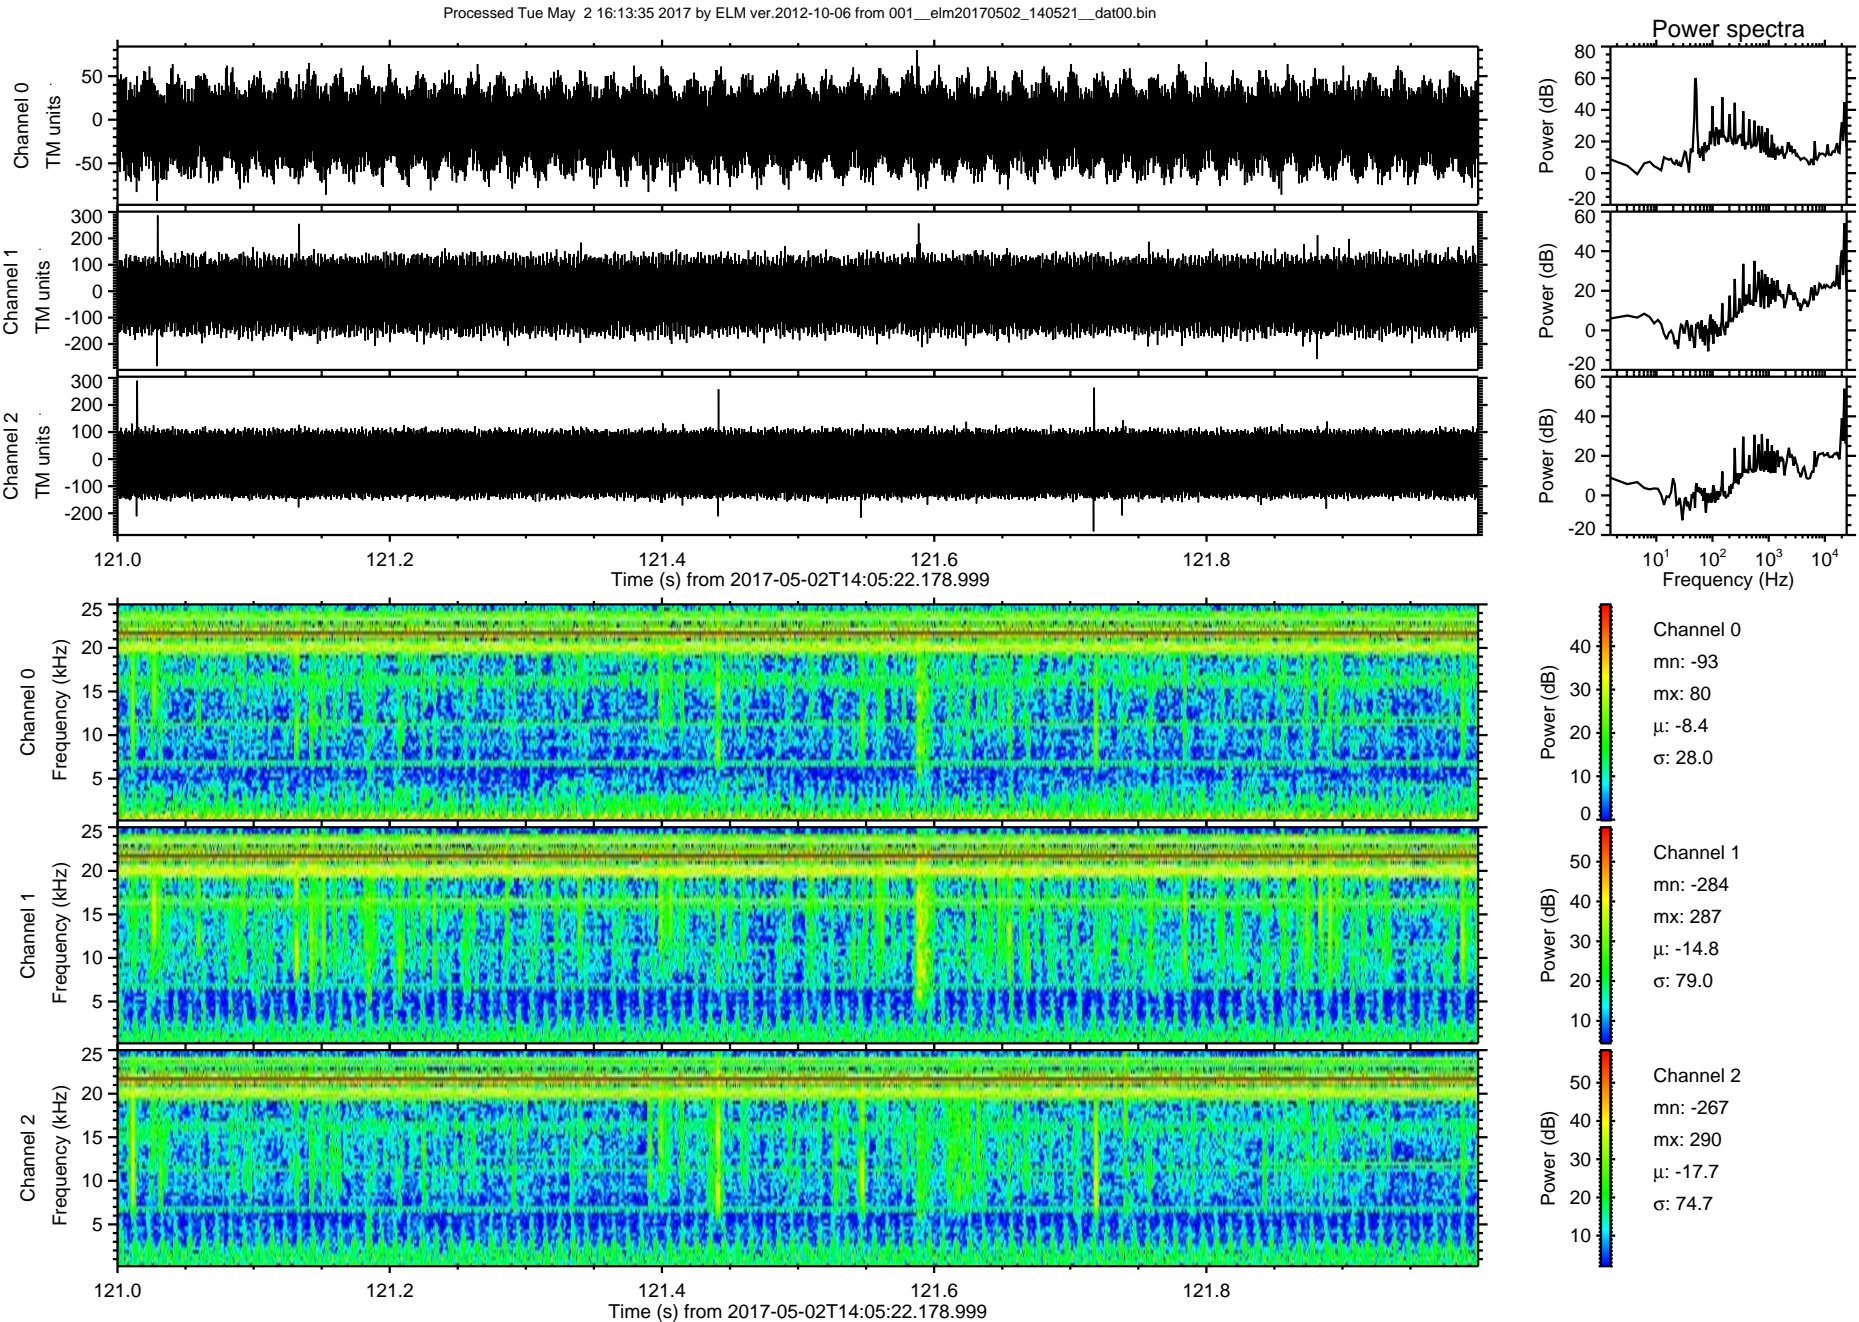 Processed Tue May  2 16:13:35 2017 by ELM ver.2012-10-06 from 001__elm20170502_140521__dat00.bin
Power spectra
Channel 0
TM units
50
0
-50
Power (dB)
80
60
40
20
0
-20
Channel 1
TM units
300
200
100
0
-100
-200
Power (dB)
60
40
20
0
-20
Channel 2
TM units
300
200
100
0
-100
-200
Power (dB)
60
40
20
0
-20
121.0 121.2 121.4 121.6 121.8
Time (s) from 2017-05-02T14:05:22.178.999
10^1 10^2 10^3 10^4
Frequency (Hz)
Channel 0
Frequency (kHz)
25
20
15
10
5
Power (dB)
40
30
20
10
0
Channel 0
mn: -93
mx: 80
μ: -8.4
σ: 28.0
Channel 1
Frequency (kHz)
25
20
15
10
5
Power (dB)
50
40
30
20
10
Channel 1
mn: -284
mx: 287
μ: -14.8
σ: 79.0
Channel 2
Frequency (kHz)
25
20
15
10
5
Power (dB)
50
40
30
20
10
Channel 2
mn: -267
mx: 290
μ: -17.7
σ: 74.7
121.0 121.2 121.4 121.6 121.8
Time (s) from 2017-05-02T14:05:22.178.999